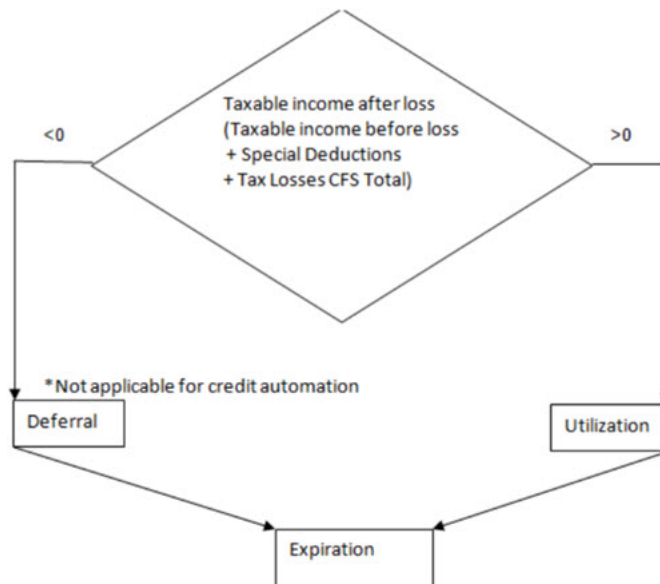 Taxable income after loss
<0
(Taxable income before loss
>0
+ Special Deductions
+ Tax Losses CFS Total)
*Not applicable for credit automation
Deferral
Utilization
Expiration